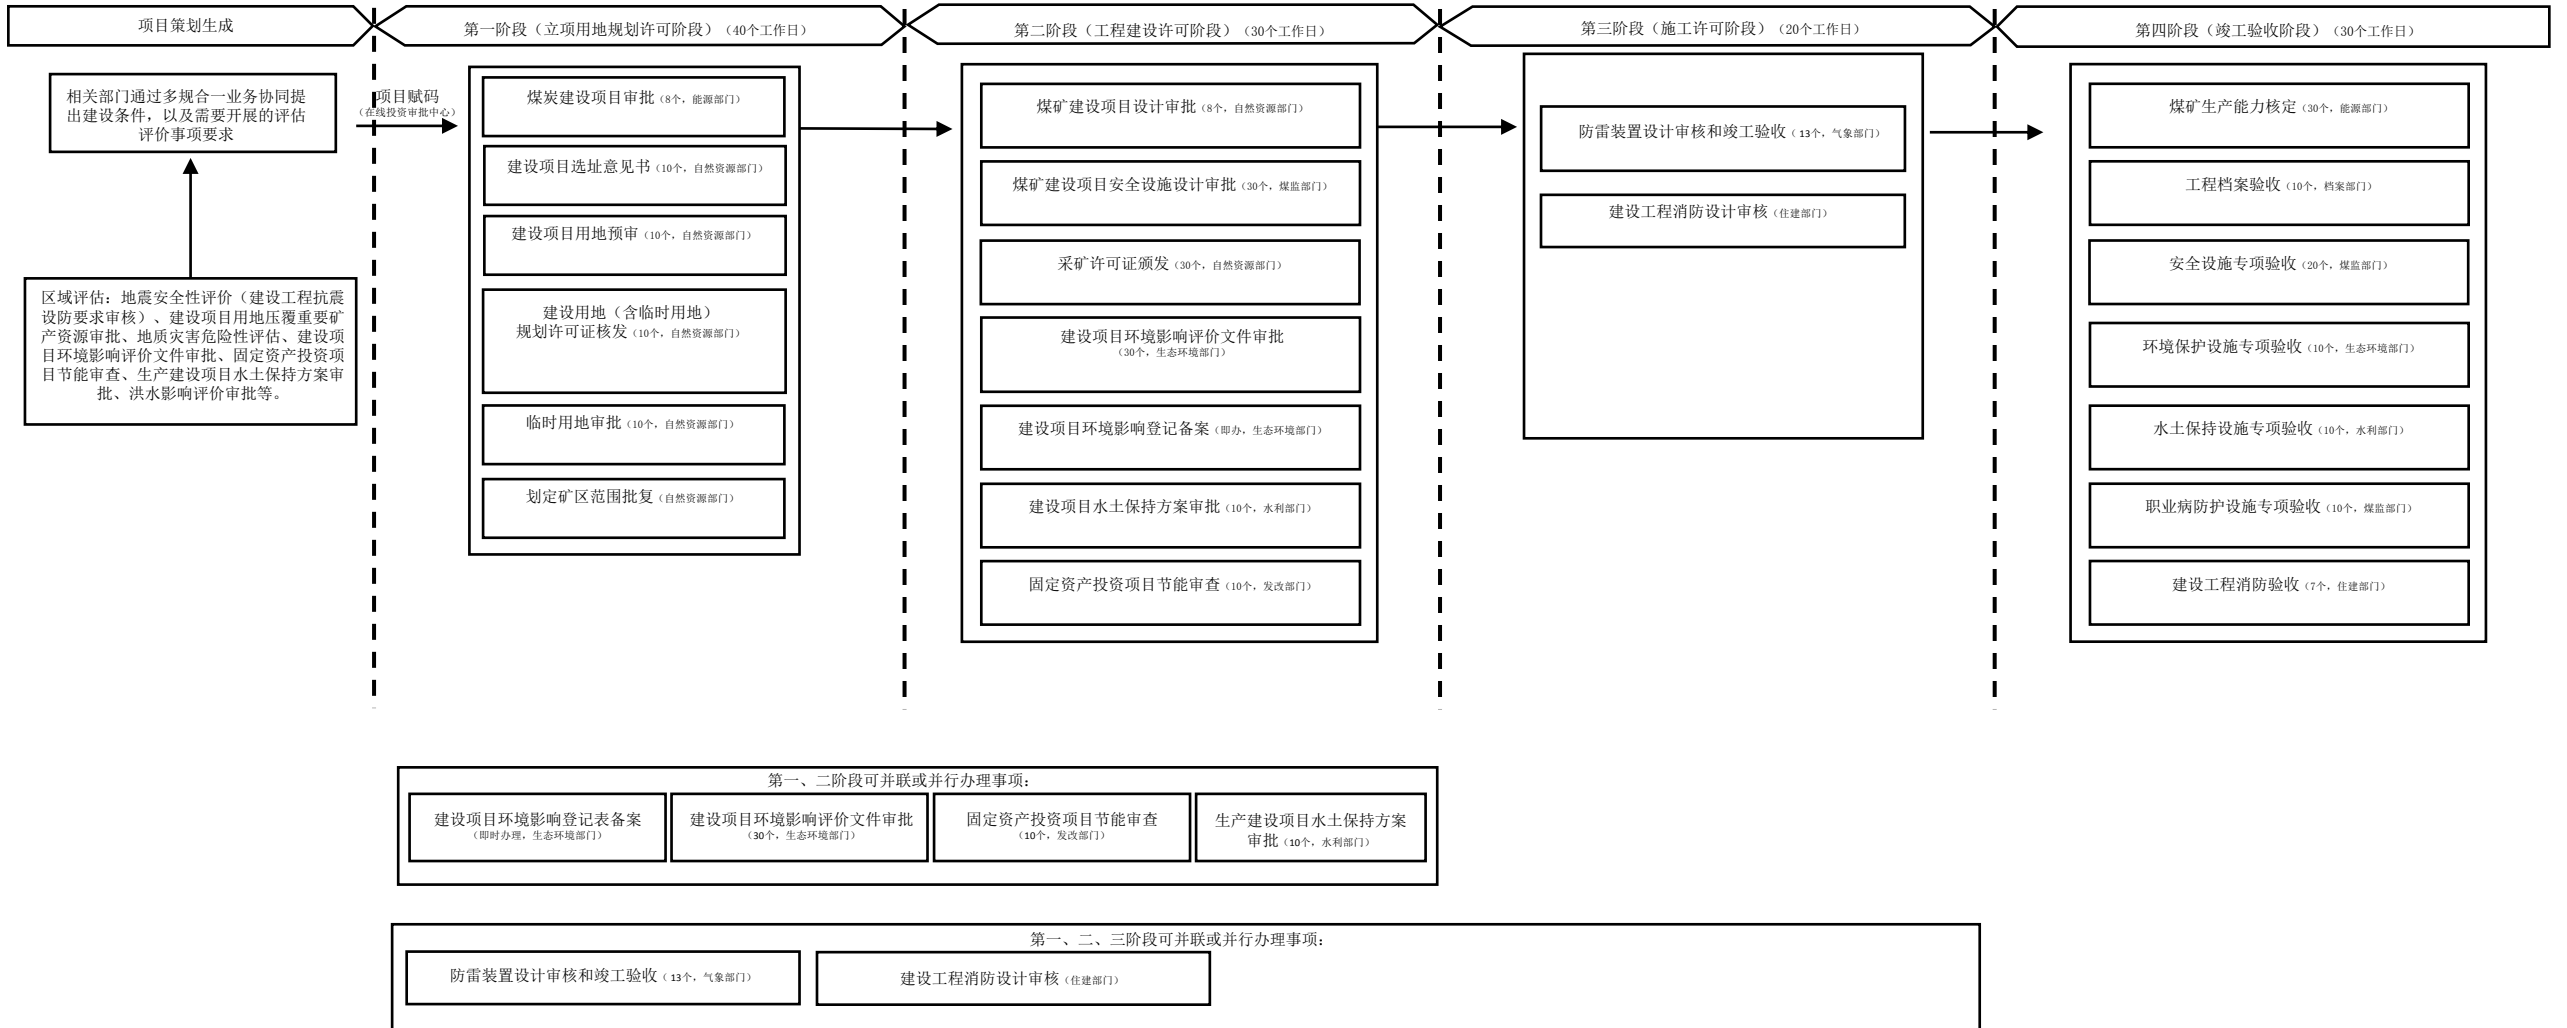 项目策划生成
第一阶段（立项用地规划许可阶段）（40个工作日）
第二阶段（工程建设许可阶段）（30个工作日）
第三阶段（施工许可阶段）（20个工作日）
第四阶段（竣工验收阶段）（30个工作日）
相关部门通过多规合一业务协同提
出建设条件，以及需要开展的评估
评价事项要求
项目赋码
（在线投资审批中心）
区域评估：地震安全性评价（建设工程抗震
设防要求审核）、建设项目用地压覆重要矿
产资源审批、地质灾害危险性评估、建设项
目环境影响评价文件审批、固定资产投资项
目节能审查、生产建设项目水土保持方案审
批、洪水影响评价审批等。
煤炭建设项目审批（8个，能源部门）
建设项目选址意见书（10个，自然资源部门）
建设项目用地预审（10个，自然资源部门）
建设用地（含临时用地）
规划许可证核发（10个，自然资源部门）
临时用地审批（10个，自然资源部门）
划定矿区范围批复（自然资源部门）
煤矿建设项目设计审批（8个，自然资源部门）
煤矿建设项目安全设施设计审批（30个，煤监部门）
采矿许可证颁发（30个，自然资源部门）
建设项目环境影响评价文件审批
（30个，生态环境部门）
建设项目环境影响登记备案（即办，生态环境部门）
建设项目水土保持方案审批（10个，水利部门）
固定资产投资项目节能审查（10个，发改部门）
防雷装置设计审核和竣工验收（ 13个，气象部门）
建设工程消防设计审核（住建部门）
煤矿生产能力核定（30个，能源部门）
工程档案验收（10个，档案部门）
安全设施专项验收（20个，煤监部门）
环境保护设施专项验收（10个，生态环境部门）
水土保持设施专项验收（10个，水利部门）
职业病防护设施专项验收（10个，煤监部门）
建设工程消防验收（7个，住建部门）
第一、二阶段可并联或并行办理事项：
建设项目环境影响登记表备案
（即时办理，生态环境部门）
建设项目环境影响评价文件审批
（30个，生态环境部门）
固定资产投资项目节能审查
（10个，发改部门）
生产建设项目水土保持方案
审批（10个，水利部门）
第一、二、三阶段可并联或并行办理事项：
防雷装置设计审核和竣工验收（ 13个，气象部门）
建设工程消防设计审核（住建部门）